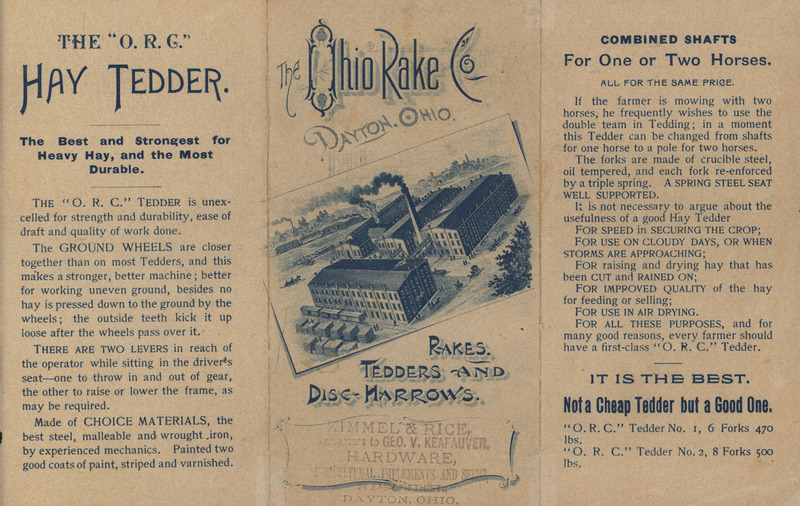 THE "O. R. C."
HAY TEDDER.
The Best and Strongest for
Heavy Hay, and the Most
Durable.
THE "O. R. C." TEDDER is unex-
celled for strength and durability, ease of
draft and quality of work done.
The GROUND WHEELS are closer
together than on most Tedders, and this
makes a stronger, better machine; better
for working uneven ground, besides no
hay is pressed down to the ground by the
wheels; the outside teeth kick it up
loose after the wheels pass over it.
THERE ARE TWO LEVERS in reach of
the operator while sitting in the driver's
seat—one to throw in and out of gear,
the other to raise or lower the frame, as
may be required.
Made of CHOICE MATERIALS, the
best steel, malleable and wrought iron,
by experienced mechanics. Painted two
good coats of paint, striped and varnished.
The Ohio Rake Co
DAYTON, OHIO.
RAKES.
TEDDERS AND
DISC-HARROWS.
KIMMEL & RICE,
to GEO. V. KEAFAUVER,
HARDWARE,
IMPLEMENTS AND
DAYTON, OHIO.
COMBINED SHAFTS
For One or Two Horses.
ALL FOR THE SAME PRICE.
If the farmer is mowing with two
horses, he frequently wishes to use the
double team in Tedding; in a moment
this Tedder can be changed from shafts
for one horse to a pole for two horses.
The forks are made of crucible steel,
oil tempered, and each fork re-enforced
by a triple spring. A SPRING STEEL SEAT
WELL SUPPORTED.
It is not necessary to argue about the
usefulness of a good Hay Tedder
FOR SPEED in SECURING THE CROP;
FOR USE ON CLOUDY DAYS, OR WHEN
STORMS ARE APPROACHING;
FOR raising and drying hay that has
been CUT and RAINED ON;
FOR IMPROVED QUALITY of the hay
for feeding or selling;
FOR USE IN AIR DRYING.
FOR ALL THESE PURPOSES, and for
many good reasons, every farmer should
have a first-class "O. R. C." Tedder.
IT IS THE BEST.
Not a Cheap Tedder but a Good One.
"O. R. C." Tedder No. 1, 6 Forks 470
lbs.
"O. R. C." Tedder No. 2, 8 Forks 500
lbs.